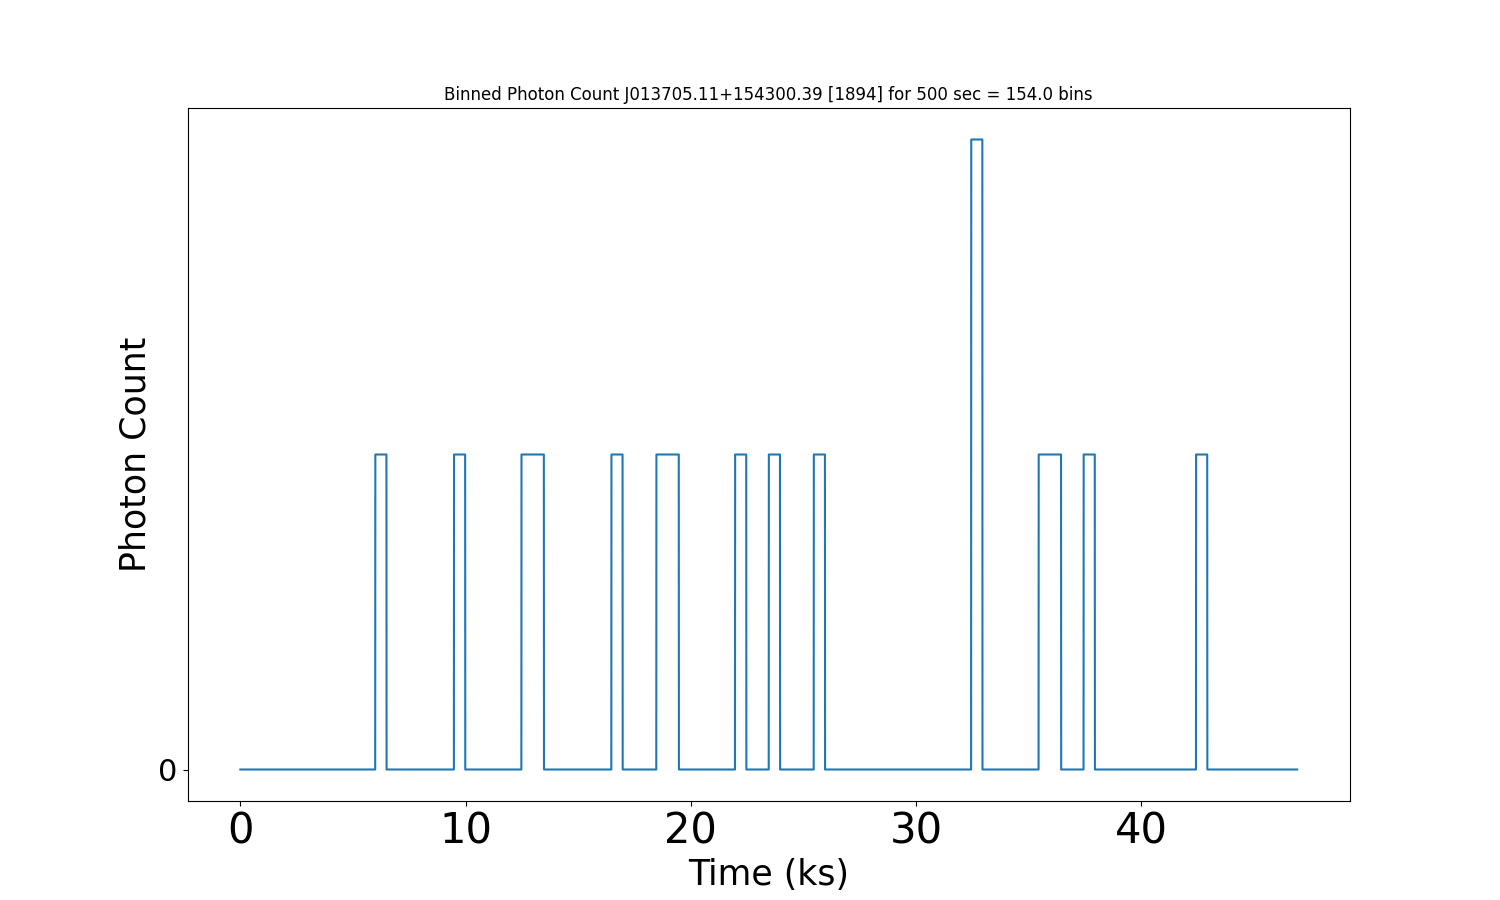 Binned Photon Count J013705.11+154300.39 [1894] for 500 sec = 154.0 bins
Photon Count
0
0 10 20 30 40
Time (ks)